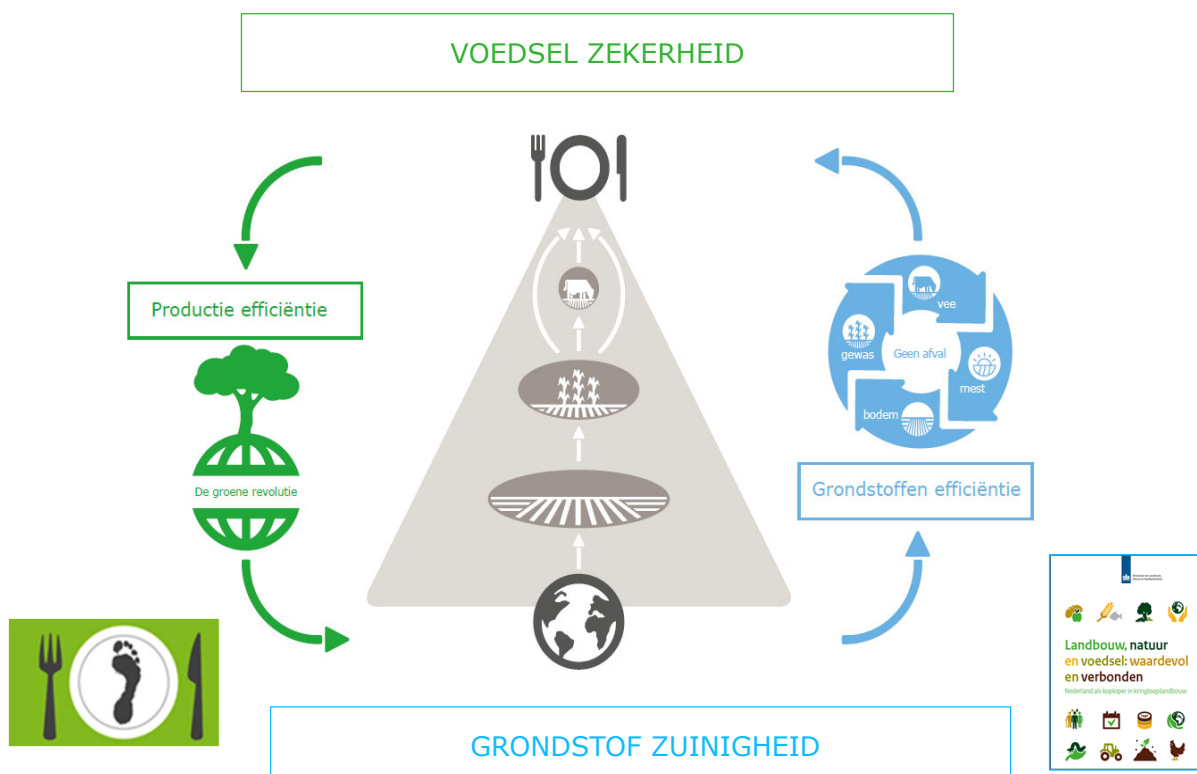 VOEDSEL ZEKERHEID
Productie efficiëntie
De groene revolutie
vee
gewas
Geen afval
mest
bodem
Grondstoffen efficiëntie
Landbouw, natuur
en voedsel: waardevol
en verbonden
Nederland als koploper in kringlooplandbouw
GRONDSTOF ZUINIGHEID